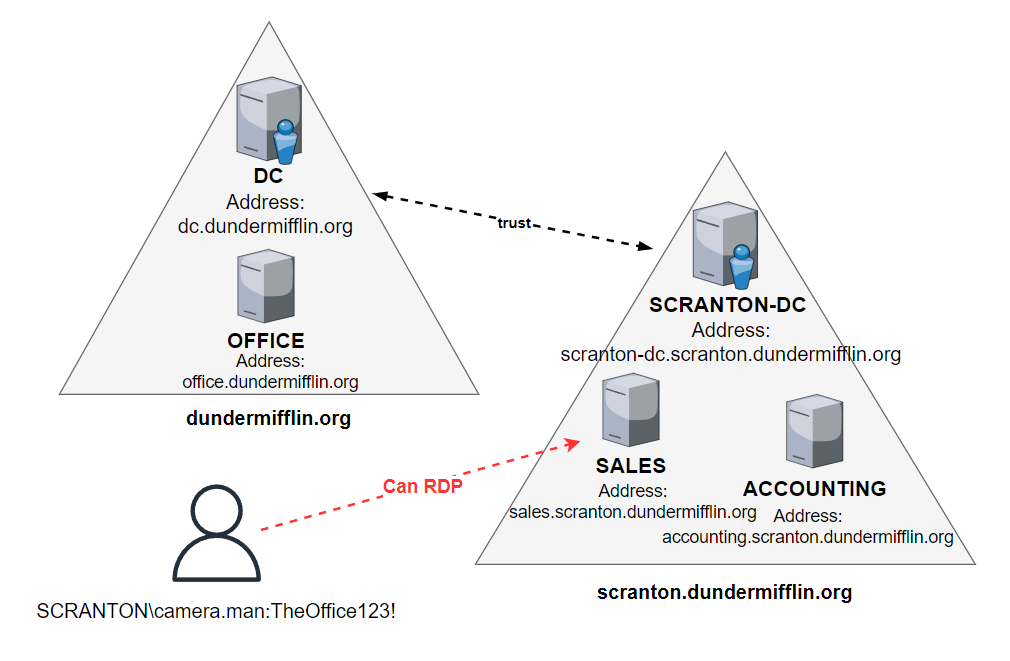 DC
Address:
dc.dundermifflin.org
OFFICE
Address:
office.dundermifflin.org
dundermifflin.org
trust
SCRANTON-DC
Address:
scranton-dc.scranton.dundermifflin.org
SALES
Address:
sales.scranton.dundermifflin.org
ACCOUNTING
Address:
accounting.scranton.dundermifflin.org
scranton.dundermifflin.org
Can RDP
SCRANTON\camera.man:TheOffice123!